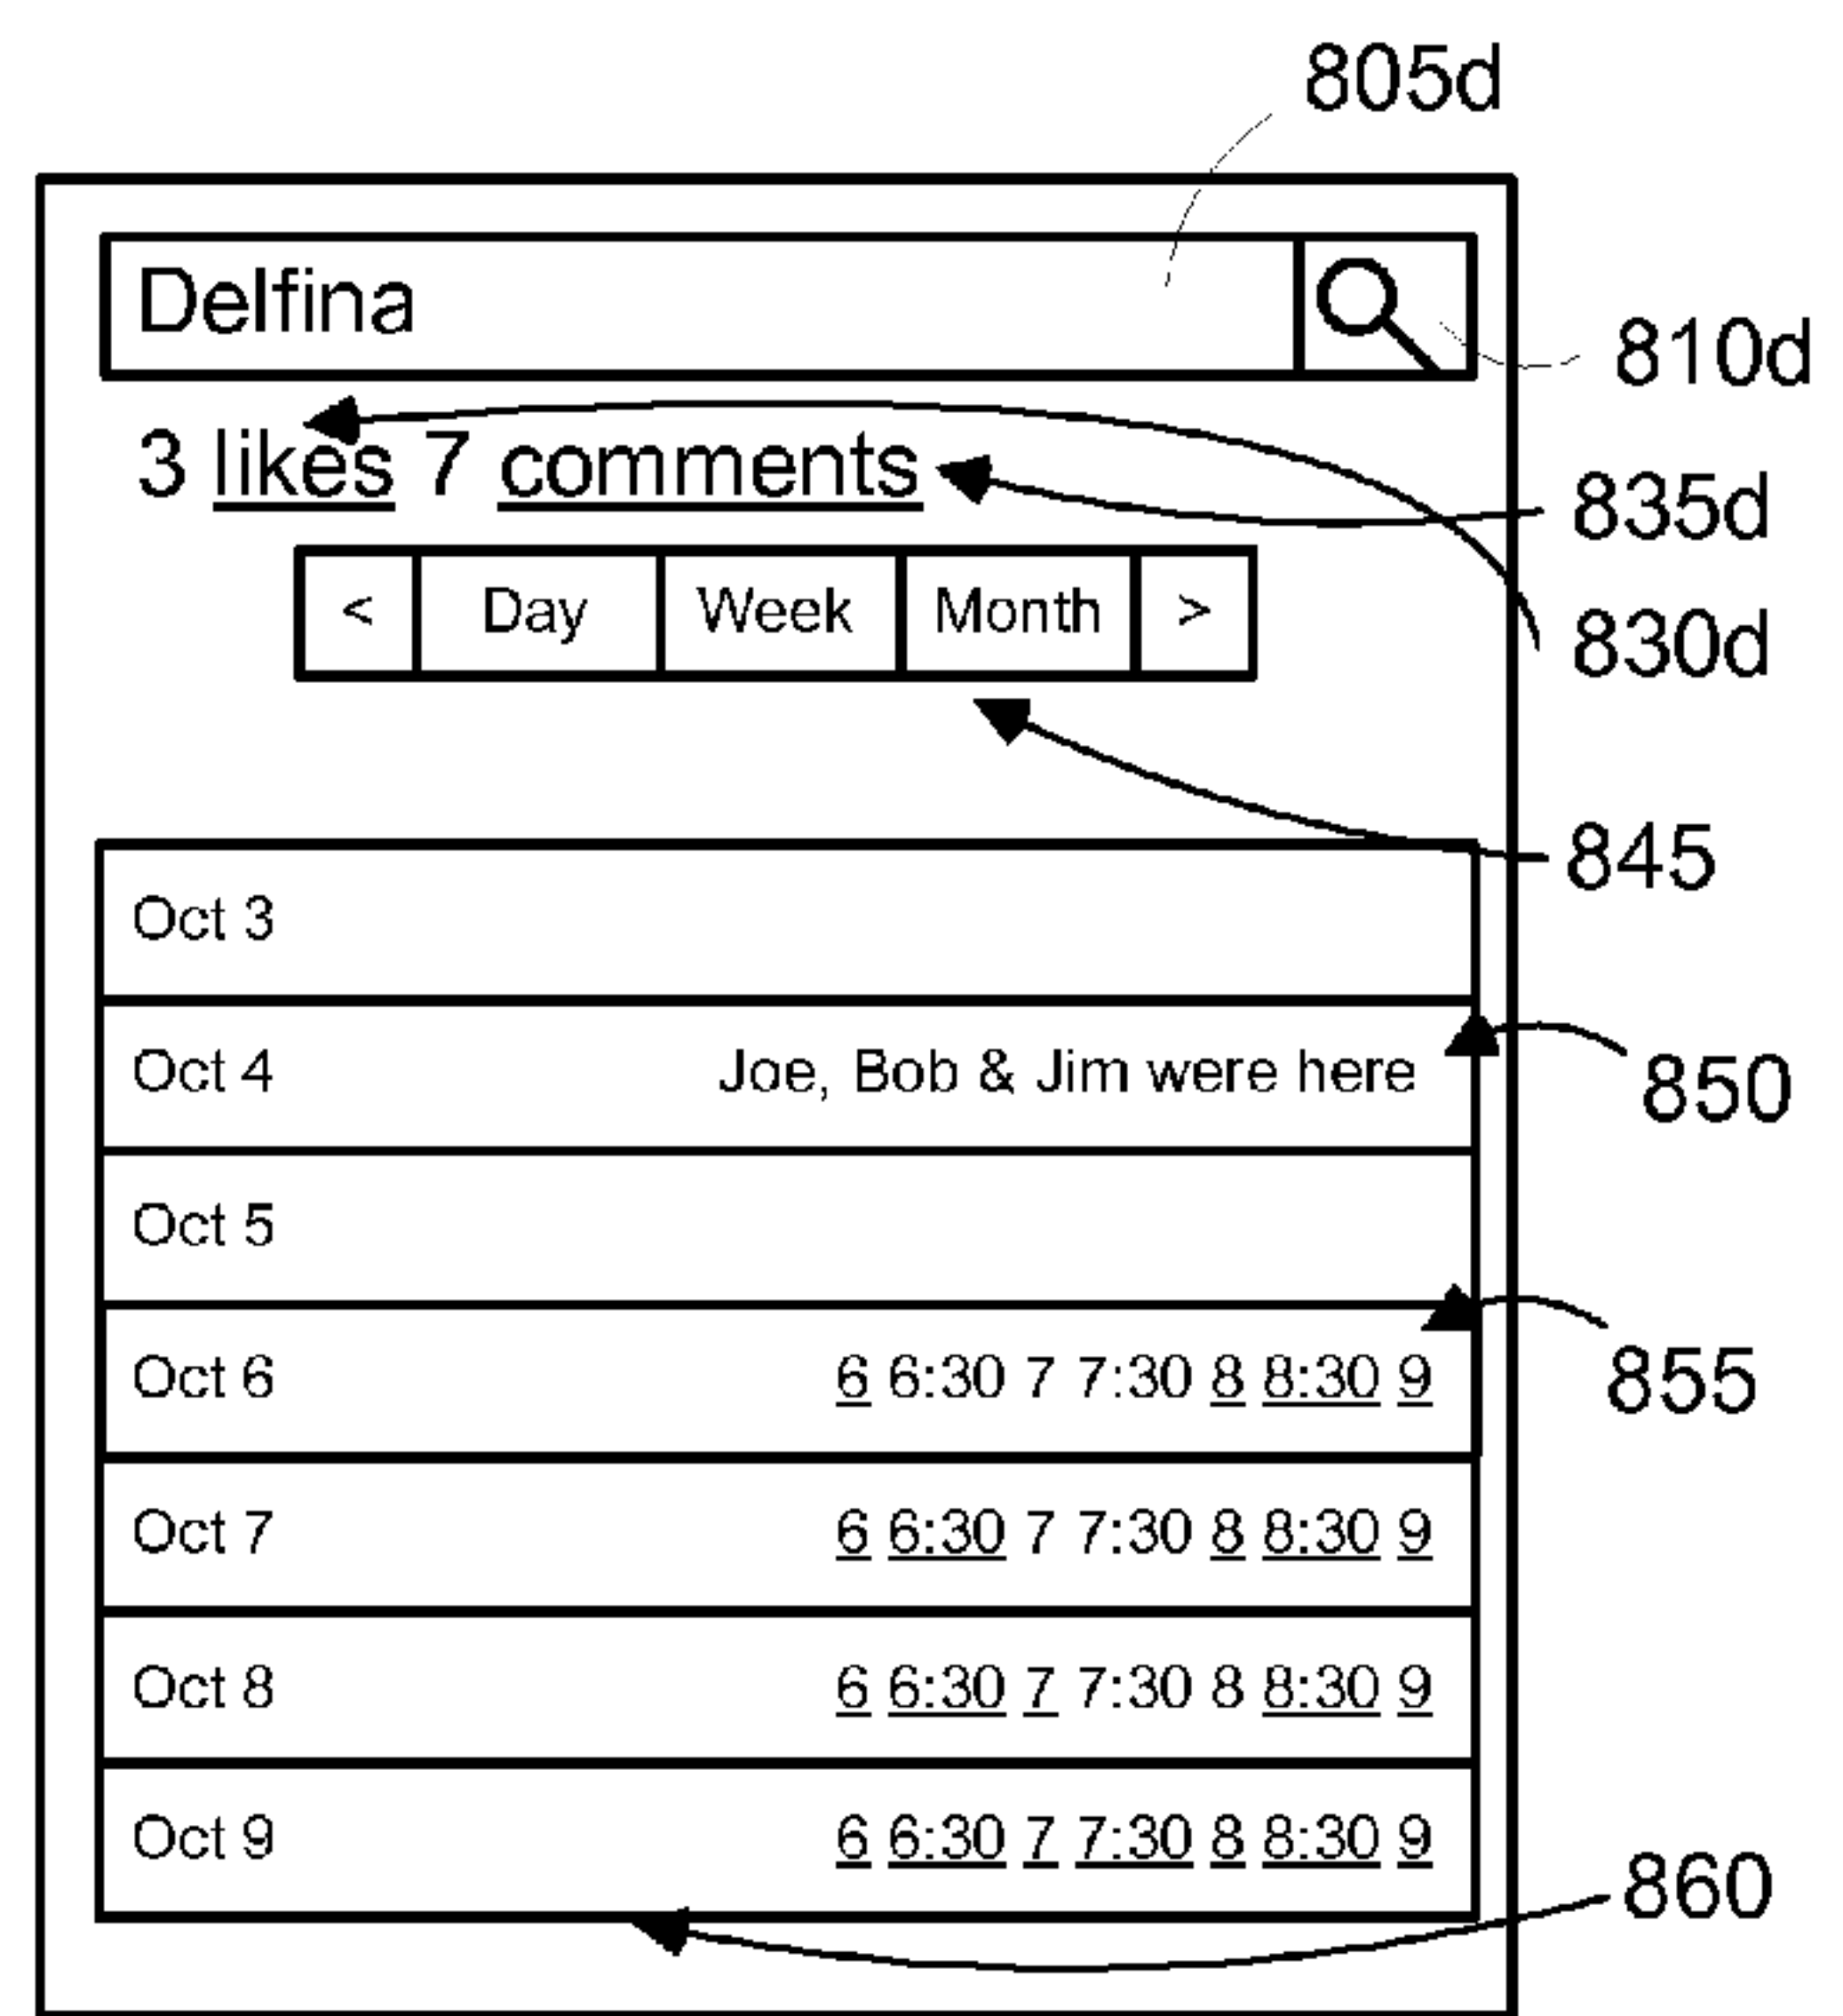 805d
Delfina
810d
3 likes 7 comments
835d
< Day Week Month >
830d
845
Oct 3
Oct 4 Joe, Bob & Jim were here
850
Oct 5
Oct 6 6 6:30 7 7:30 8 8:30 9
855
Oct 7 6 6:30 7 7:30 8 8:30 9
Oct 8 6 6:30 7 7:30 8 8:30 9
Oct 9 6 6:30 7 7:30 8 8:30 9
860